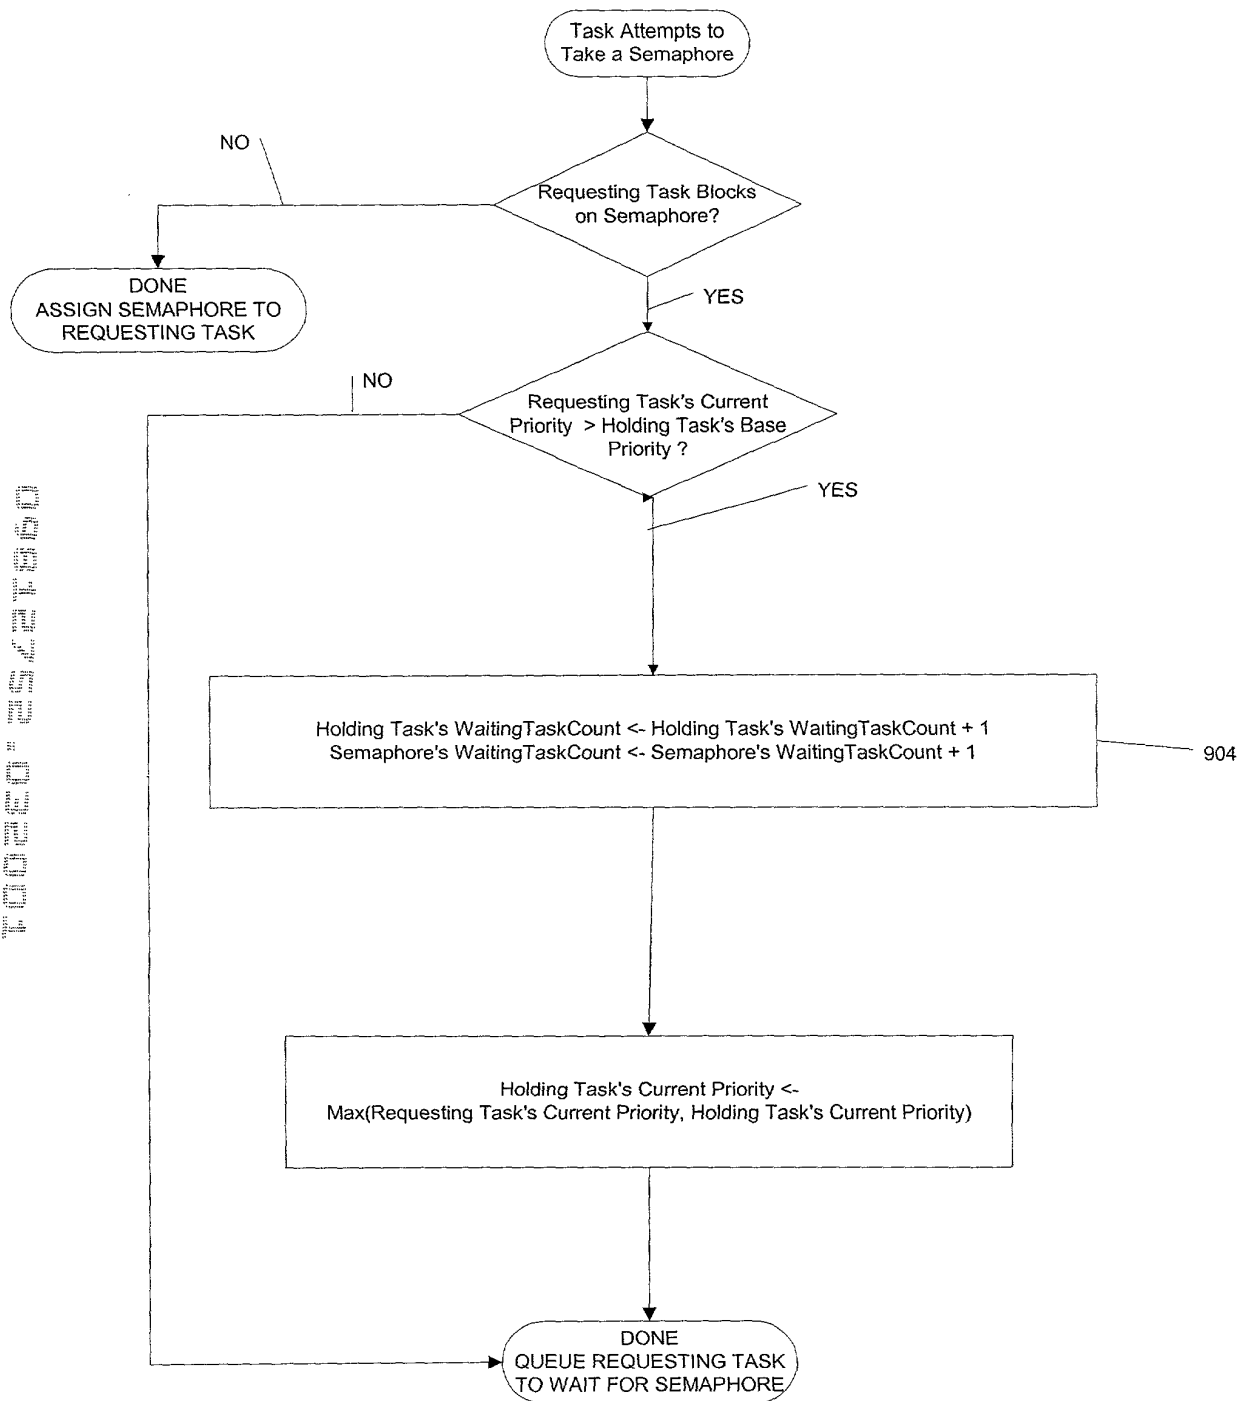 Task Attempts to
Take a Semaphore
NO
Requesting Task Blocks
on Semaphore?
DONE
ASSIGN SEMAPHORE TO
REQUESTING TASK
YES
NO
Requesting Task's Current
Priority > Holding Task's Base
Priority ?
YES
Holding Task's WaitingTaskCount <- Holding Task's WaitingTaskCount + 1
Semaphore's WaitingTaskCount <- Semaphore's WaitingTaskCount + 1
904
Holding Task's Current Priority <-
Max(Requesting Task's Current Priority, Holding Task's Current Priority)
DONE
QUEUE REQUESTING TASK
TO WAIT FOR SEMAPHORE